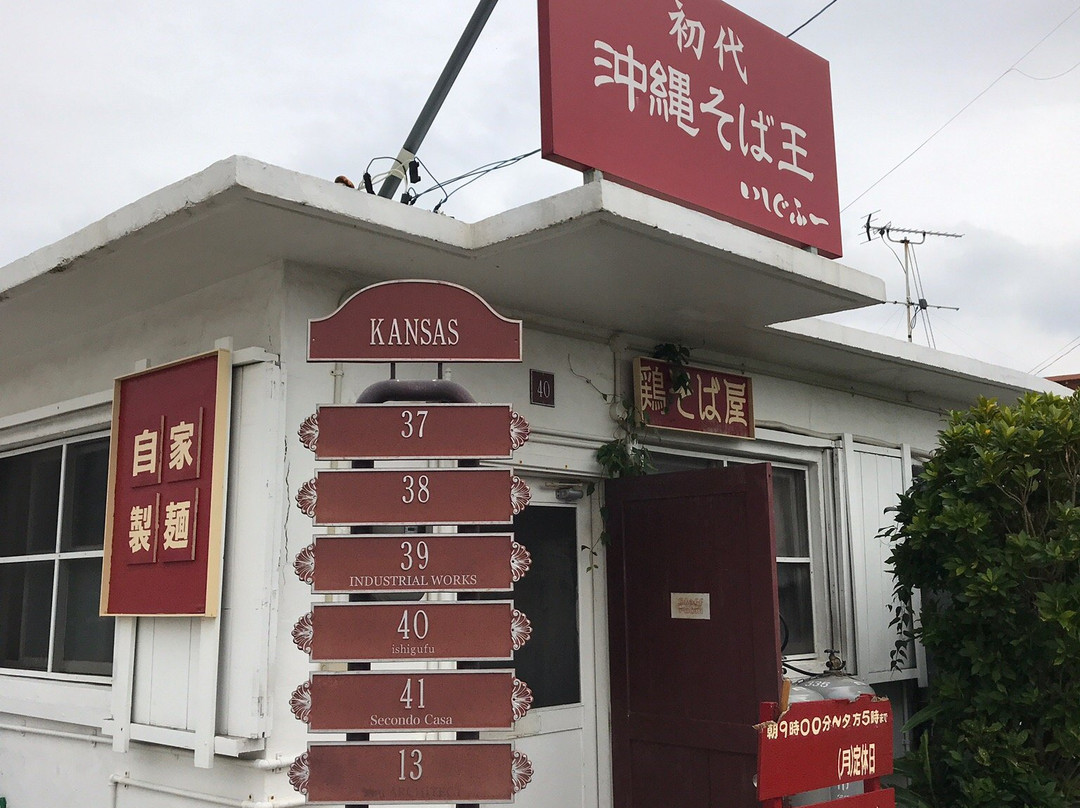 初代
沖縄そば王
いしぐふー
KANSAS
40
鶏そば屋
自家
製麺
37
38
39
INDUSTRIAL WORKS
40
ishigufu
41
Secondo Casa
13
朝9時00分〜夕方5時まで
(月)定休日